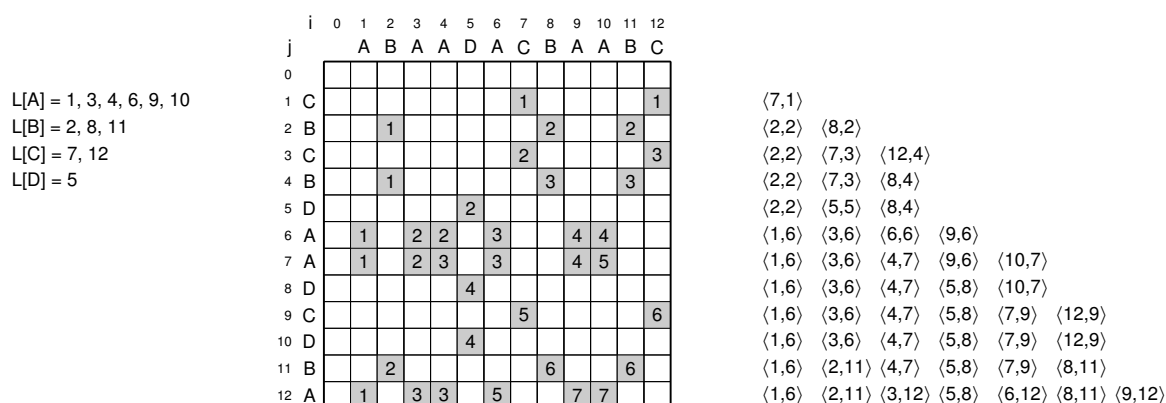 i 0 1 2 3 4 5 6 7 8 9 10 11 12
j A B A A D A C B A A B C
0
L[A] = 1, 3, 4, 6, 9, 10 1 C 1 1 ⟨7,1⟩
L[B] = 2, 8, 11 2 B 1 2 2 ⟨2,2⟩ ⟨8,2⟩
L[C] = 7, 12 3 C 2 3 ⟨2,2⟩ ⟨7,3⟩ ⟨12,4⟩
L[D] = 5 4 B 1 3 3 ⟨2,2⟩ ⟨7,3⟩ ⟨8,4⟩
5 D 2 ⟨2,2⟩ ⟨5,5⟩ ⟨8,4⟩
6 A 1 2 2 3 4 4 ⟨1,6⟩ ⟨3,6⟩ ⟨6,6⟩ ⟨9,6⟩
7 A 1 2 3 3 4 5 ⟨1,6⟩ ⟨3,6⟩ ⟨4,7⟩ ⟨9,6⟩ ⟨10,7⟩
8 D 4 ⟨1,6⟩ ⟨3,6⟩ ⟨4,7⟩ ⟨5,8⟩ ⟨10,7⟩
9 C 5 6 ⟨1,6⟩ ⟨3,6⟩ ⟨4,7⟩ ⟨5,8⟩ ⟨7,9⟩ ⟨12,9⟩
10 D 4 ⟨1,6⟩ ⟨3,6⟩ ⟨4,7⟩ ⟨5,8⟩ ⟨7,9⟩ ⟨12,9⟩
11 B 2 6 6 ⟨1,6⟩ ⟨2,11⟩ ⟨4,7⟩ ⟨5,8⟩ ⟨7,9⟩ ⟨8,11⟩
12 A 1 3 3 5 7 7 ⟨1,6⟩ ⟨2,11⟩ ⟨3,12⟩ ⟨5,8⟩ ⟨6,12⟩ ⟨8,11⟩ ⟨9,12⟩